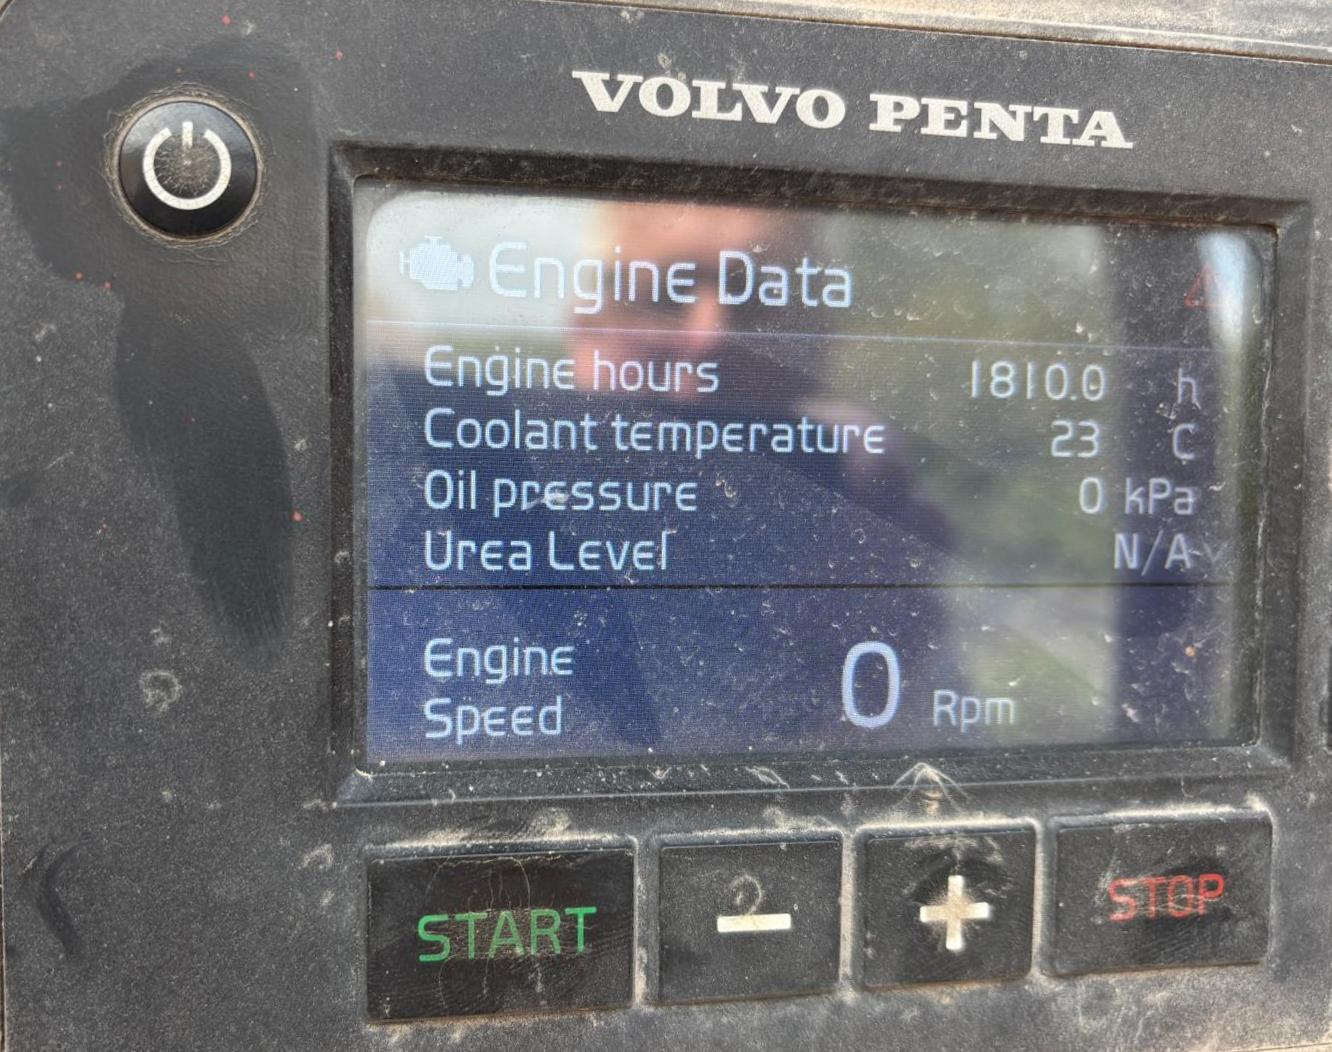 VOLVO PENTA
Engine Data
Engine hours 1810.0 h
Coolant temperature 23 C
Oil pressure 0 kPa
Urea Level N/A
Engine
Speed 0 Rpm
START - + STOP